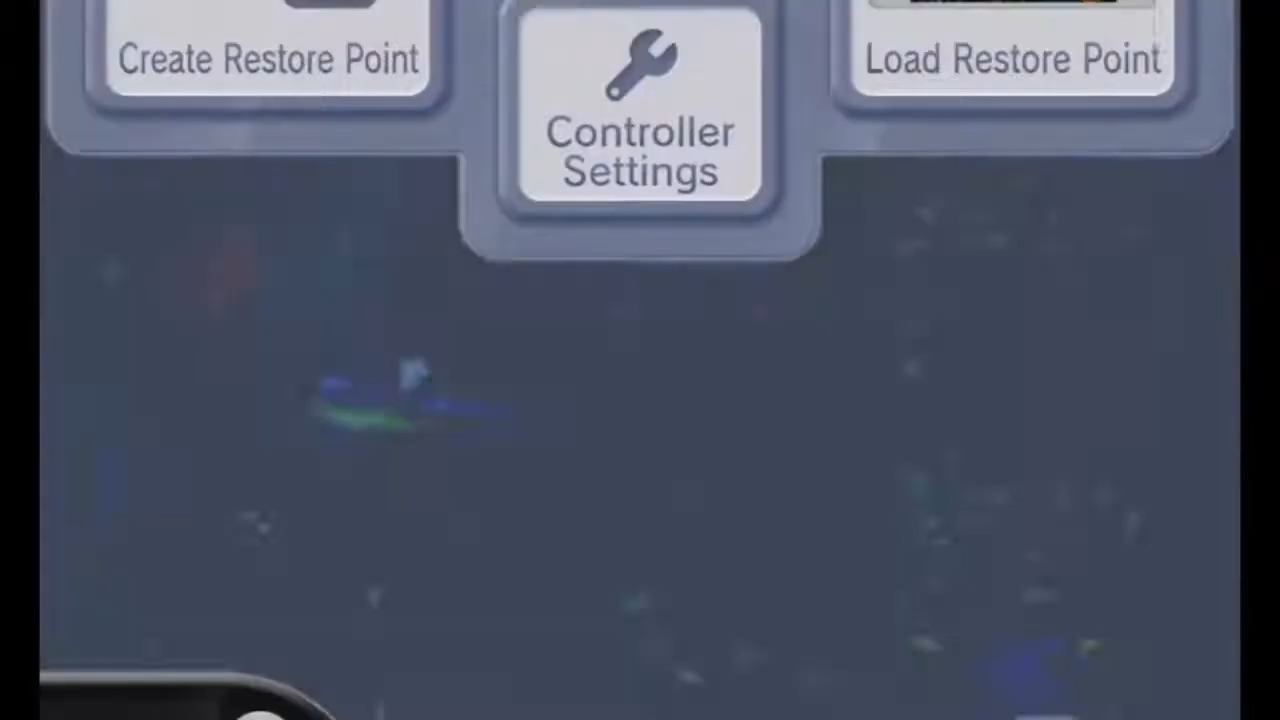 Create Restore Point
Load Restore Point
Controller
Settings